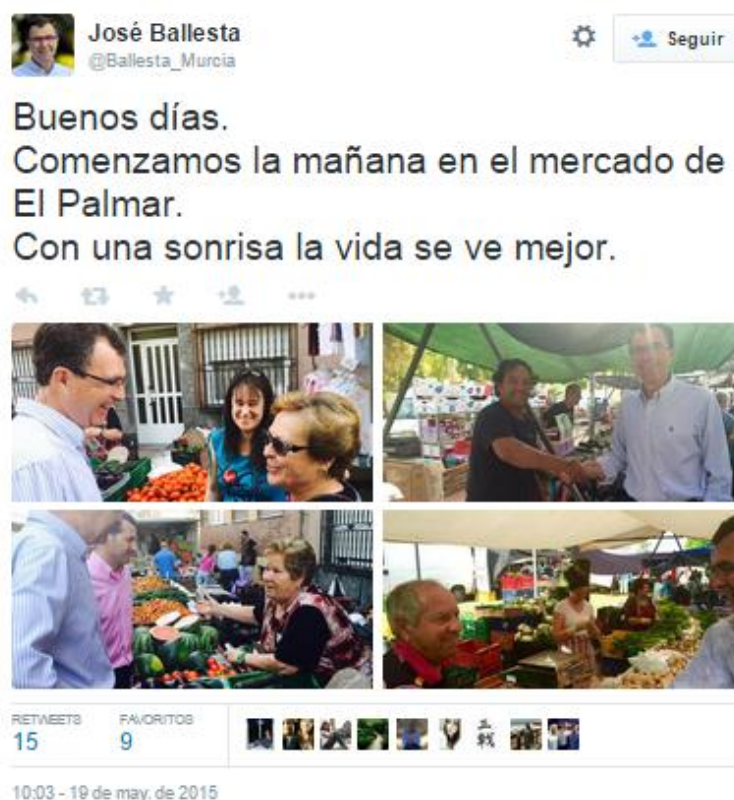 José Ballesta
@Ballesta_Murcia
Seguir
Buenos días.
Comenzamos la mañana en el mercado de
El Palmar.
Con una sonrisa la vida se ve mejor.
RETWEETS
FAVORITOS
15
9
10:03 - 19 de may. de 2015